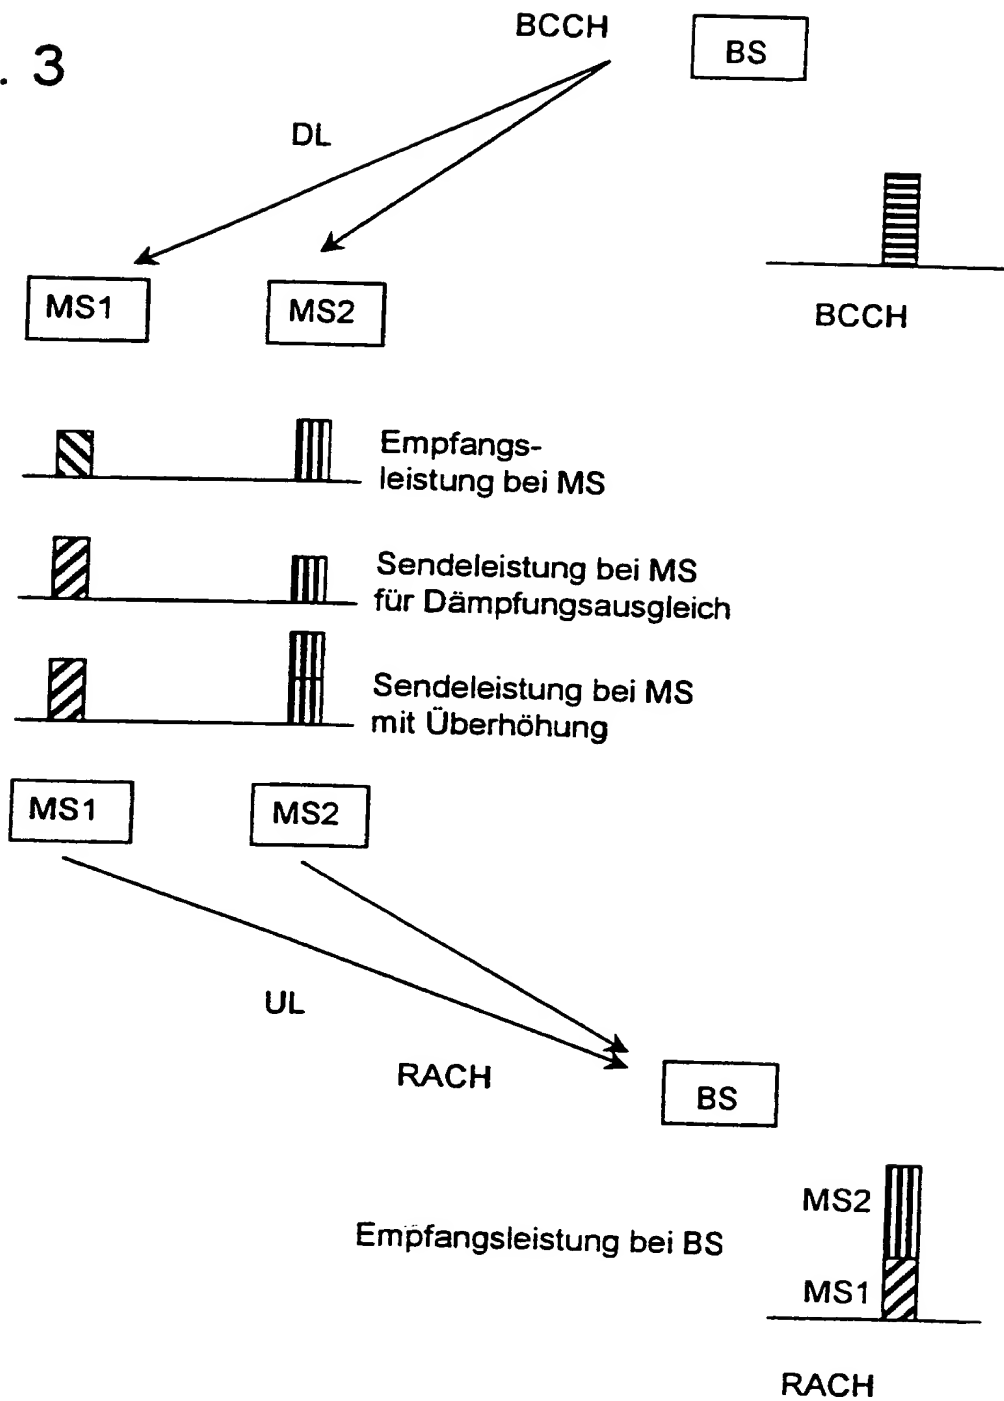 . 3
BCCH
BS
DL
MS1
MS2
BCCH
Empfangs-
leistung bei MS
Sendeleistung bei MS
für Dämpfungsausgleich
Sendeleistung bei MS
mit Überhöhung
MS1
MS2
UL
RACH
BS
MS2
Empfangsleistung bei BS
MS1
RACH